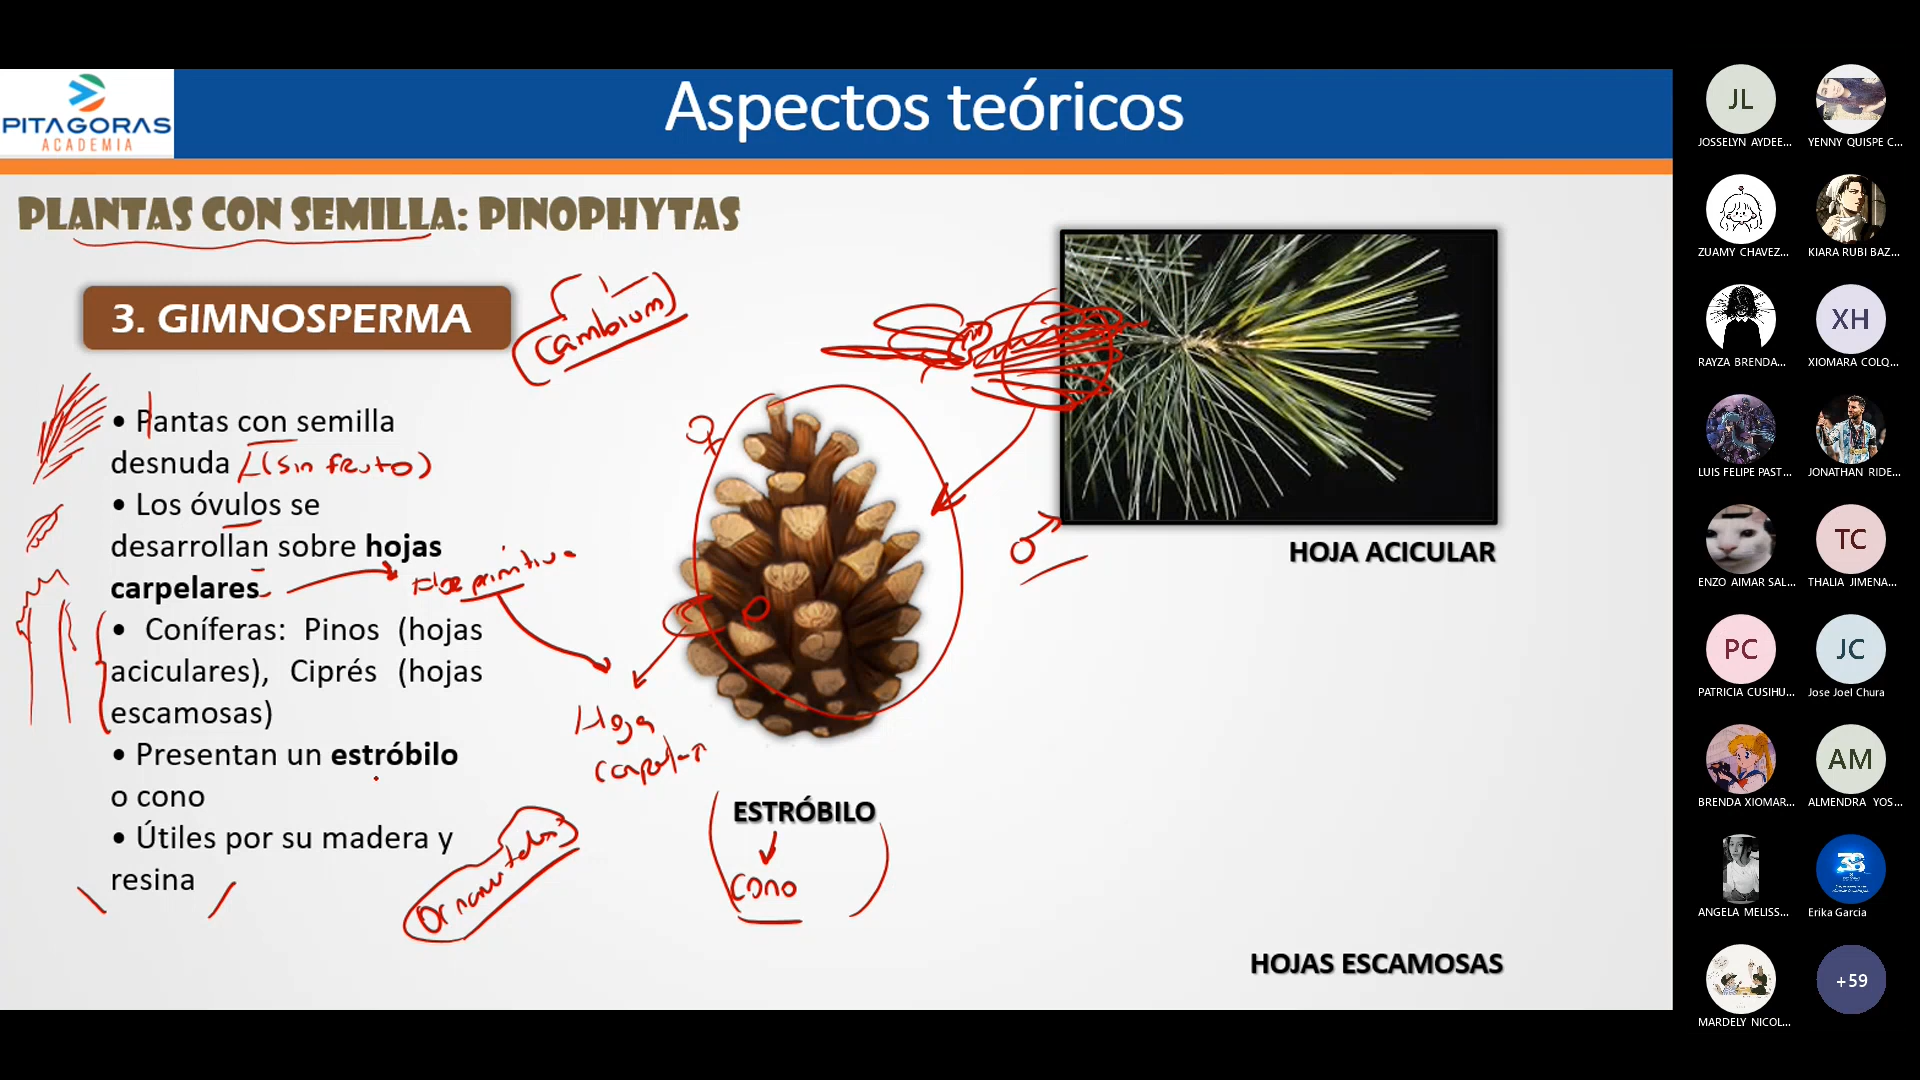 PITAGORAS
ACADEMIA
Aspectos teóricos
PLANTAS CON SEMILLA: PINOPHYTAS
3. GIMNOSPERMA
cambium
• Pantas con semilla
desnuda (sin fruto)
• Los óvulos se
desarrollan sobre hojas
carpelares
Flor primitiva
• Coníferas: Pinos (hojas
aciculares), Ciprés (hojas
escamosas)
• Presentan un estróbilo
o cono
• Útiles por su madera y
resina
Hoja
carpelar
♀
♂
ESTRÓBILO
cono
HOJA ACICULAR
HOJAS ESCAMOSAS
JL
JOSSELYN AYDEE...
YENNY QUISPE C...
ZUAMY CHAVEZ...
KIARA RUBI BAZ...
RAYZA BRENDA...
XH
XIOMARA COLQ...
LUIS FELIPE PAST...
JONATHAN RIDE...
ENZO AIMAR SAL...
TC
THALIA JIMENA...
PC
PATRICIA CUSIHU...
JC
Jose Joel Chura
BRENDA XIOMAR...
AM
ALMENDRA YOS...
ANGELA MELISS...
38
Erika Garcia
MARDELY NICOL...
+59